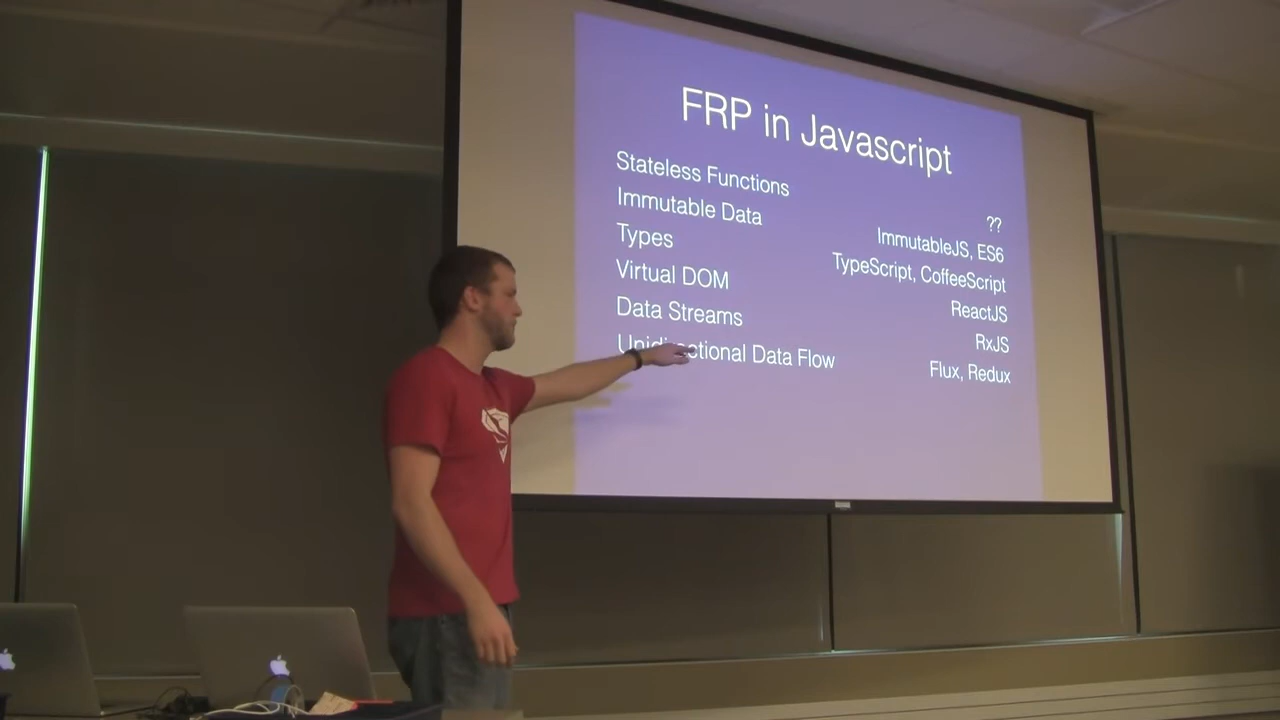 FRP in Javascript
Stateless Functions
??
Immutable Data
ImmutableJS, ES6
Types
TypeScript, CoffeeScript
Virtual DOM
ReactJS
Data Streams
RxJS
Unidirectional Data Flow
Flux, Redux